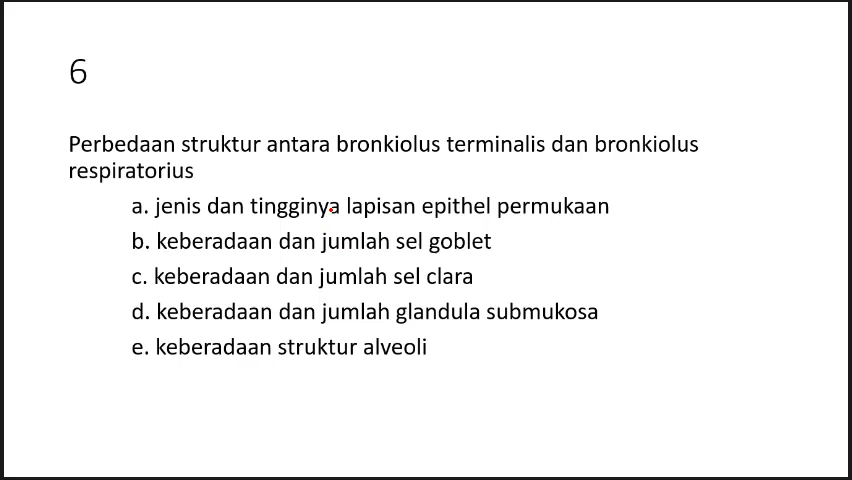 6
Perbedaan struktur antara bronkiolus terminalis dan bronkiolus
respiratorius
a. jenis dan tingginya lapisan epithel permukaan
b. keberadaan dan jumlah sel goblet
c. keberadaan dan jumlah sel clara
d. keberadaan dan jumlah glandula submukosa
e. keberadaan struktur alveoli